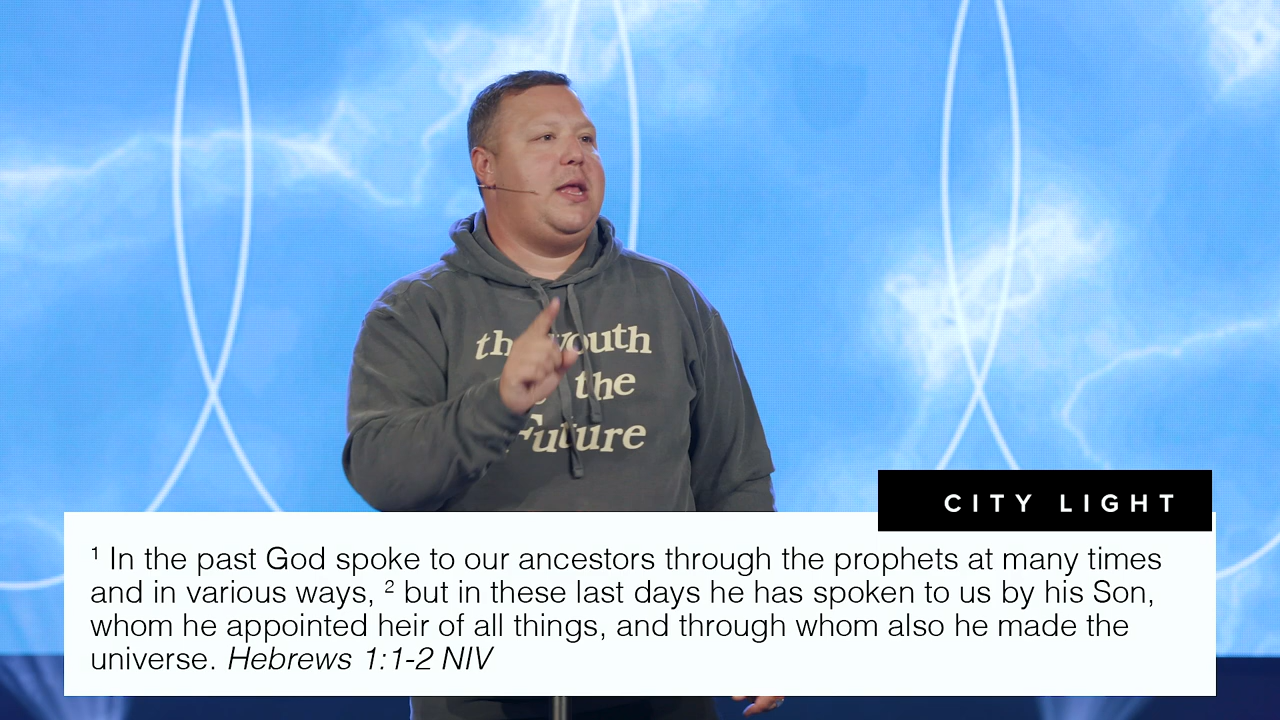 th youth
the
Future
CITY LIGHT
¹ In the past God spoke to our ancestors through the prophets at many times
and in various ways, ² but in these last days he has spoken to us by his Son,
whom he appointed heir of all things, and through whom also he made the
universe. Hebrews 1:1-2 NIV